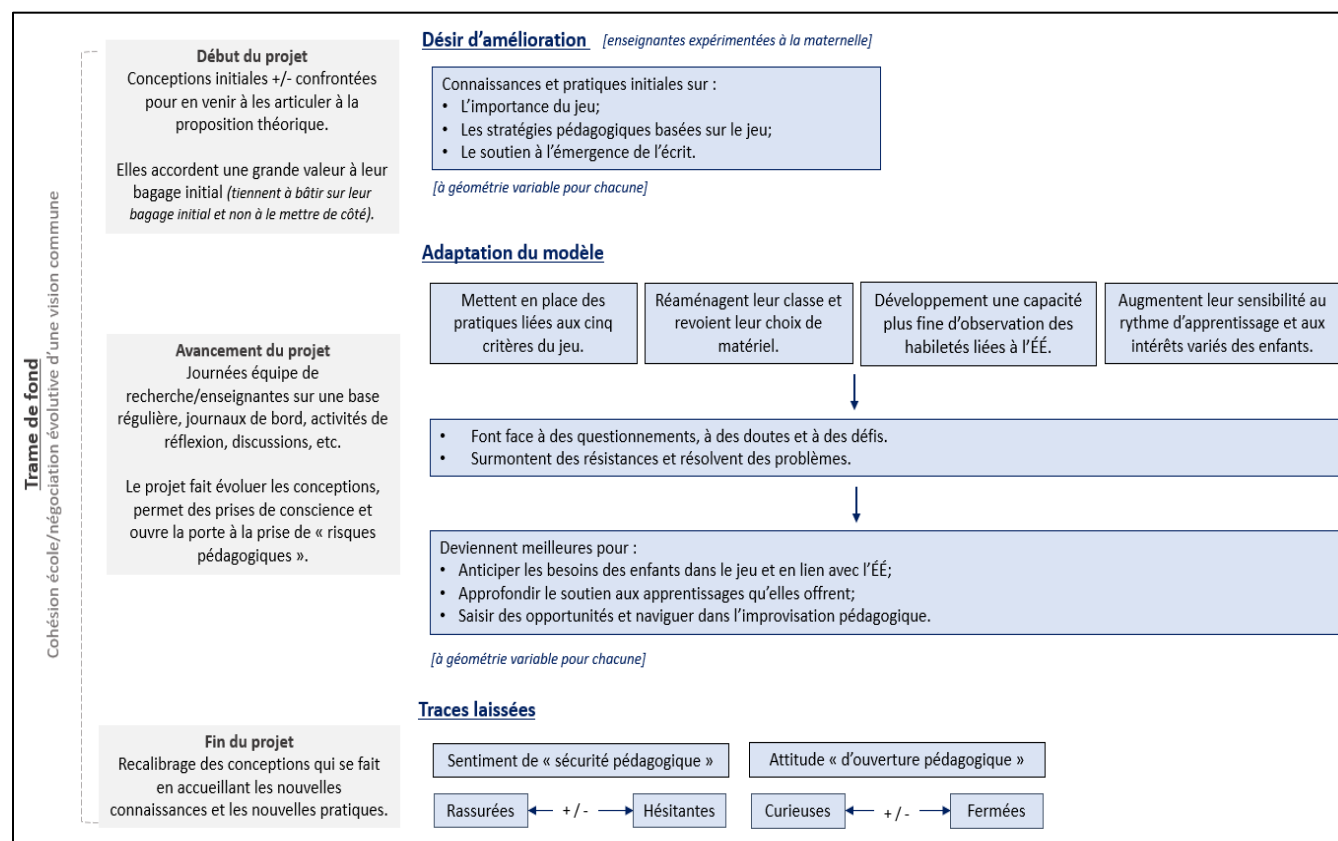 Trame de fond
Cohésion école/négociation évolutive d'une vision commune
Début du projet
Conceptions initiales +/- confrontées
pour en venir à les articuler à la
proposition théorique.
Elles accordent une grande valeur à leur
bagage initial (tiennent à bâtir sur leur
bagage initial et non à le mettre de côté).
Désir d'amélioration [enseignantes expérimentées à la maternelle]
Connaissances et pratiques initiales sur :
• L'importance du jeu;
• Les stratégies pédagogiques basées sur le jeu;
• Le soutien à l'émergence de l'écrit.
[à géométrie variable pour chacune]
Avancement du projet
Journées équipe de
recherche/enseignantes sur une base
régulière, journaux de bord, activités de
réflexion, discussions, etc.
Le projet fait évoluer les conceptions,
permet des prises de conscience et
ouvre la porte à la prise de « risques
pédagogiques ».
Adaptation du modèle
Mettent en place des
pratiques liées aux cinq
critères du jeu.
Réaménagent leur classe et
revoient leur choix de
matériel.
Développement une capacité
plus fine d'observation des
habiletés liées à l'ÉÉ.
Augmentent leur sensibilité au
rythme d'apprentissage et aux
intérêts variés des enfants.
• Font face à des questionnements, à des doutes et à des défis.
• Surmontent des résistances et résolvent des problèmes.
Deviennent meilleures pour :
• Anticiper les besoins des enfants dans le jeu et en lien avec l'ÉÉ;
• Approfondir le soutien aux apprentissages qu'elles offrent;
• Saisir des opportunités et naviguer dans l'improvisation pédagogique.
[à géométrie variable pour chacune]
Fin du projet
Recalibrage des conceptions qui se fait
en accueillant les nouvelles
connaissances et les nouvelles pratiques.
Traces laissées
Sentiment de « sécurité pédagogique »
Attitude « d'ouverture pédagogique »
Rassurées + / - Hésitantes
Curieuses + / - Fermées